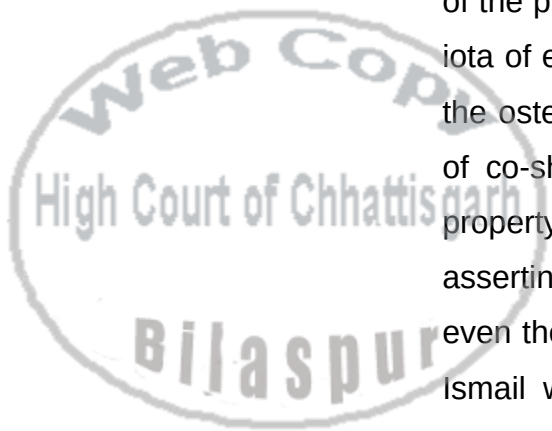 of the p
Web Copy
iota of e
the oste
of co-sh
High Court of Chhattisgarh
property
assertin
Bilaspur
even the
Ismail w